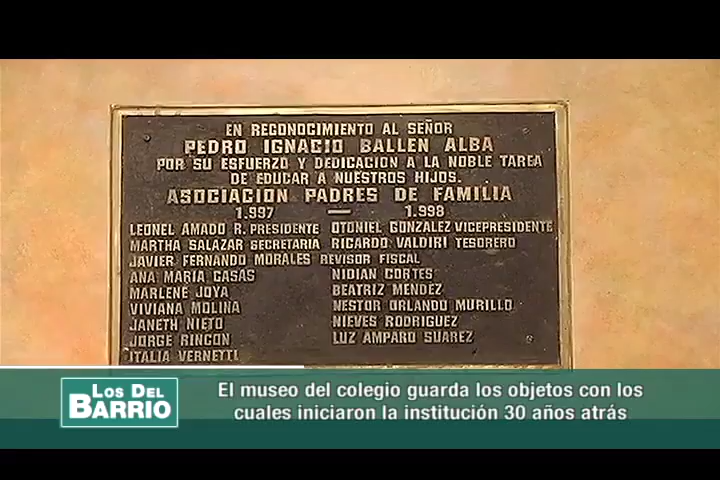 EN RECONOCIMIENTO AL SEÑOR
PEDRO IGNACIO BALLEN ALBA
POR SU ESFUERZO Y DEDICACION A LA NOBLE TAREA
DE EDUCAR A NUESTROS HIJOS.
ASOCIACION PADRES DE FAMILIA
1.997 — 1.998
LEONEL AMADO R. PRESIDENTE OTONIEL GONZALEZ VICEPRESIDENTE
MARTHA SALAZAR SECRETARIA RICARDO VALDIRI TESORERO
JAVIER FERNANDO MORALES REVISOR FISCAL
ANA MARIA CASAS NIDIAN CORTES
MARLENE JOYA BEATRIZ MENDEZ
VIVIANA MOLINA NESTOR ORLANDO MURILLO
JANETH NIETO NIEVES RODRIGUEZ
JORGE RINCON LUZ AMPARO SUAREZ
ITALIA VERNETTI
LOS DEL
BARRIO
El museo del colegio guarda los objetos con los
cuales iniciaron la institución 30 años atrás